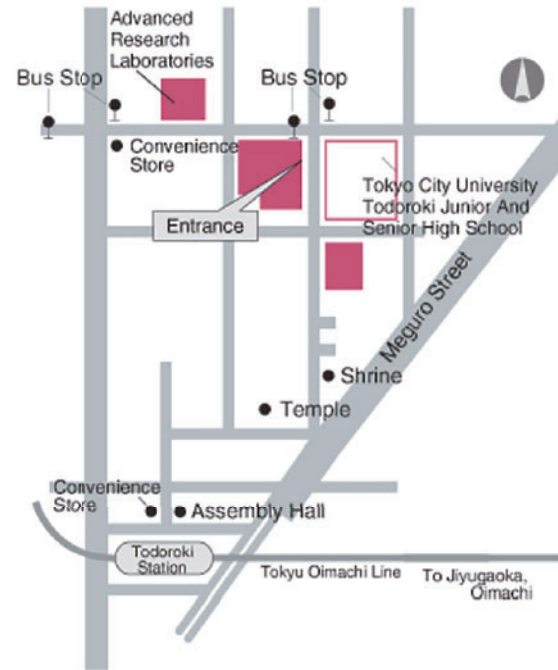 Advanced
Research
Laboratories
Bus Stop
Bus Stop
Convenience
Store
Entrance
Tokyo City University
Todoroki Junior And
Senior High School
Meguro Street
Shrine
Temple
Convenience
Store
Assembly Hall
Todoroki
Station
Tokyu Oimachi Line
To Jiyugaoka,
Oimachi